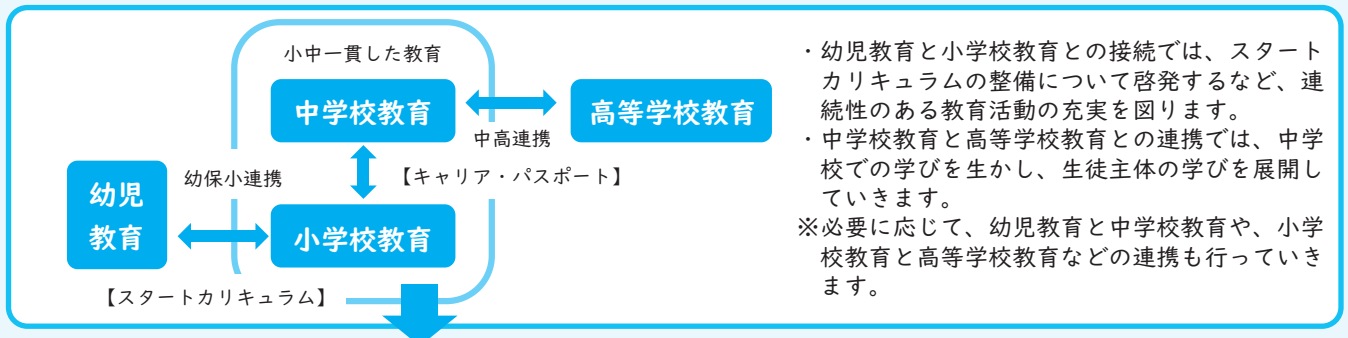 小中一貫した教育
中学校教育
高等学校教育
中高連携
幼保小連携
【キャリア・パスポート】
幼児
教育
小学校教育
【スタートカリキュラム】
・幼児教育と小学校教育との接続では、スタート
カリキュラムの整備について啓発するなど、連
続性のある教育活動の充実を図ります。
・中学校教育と高等学校教育との連携では、中学
校での学びを生かし、生徒主体の学びを展開し
ていきます。
※必要に応じて、幼児教育と中学校教育や、小学
校教育と高等学校教育などの連携も行っていき
ます。